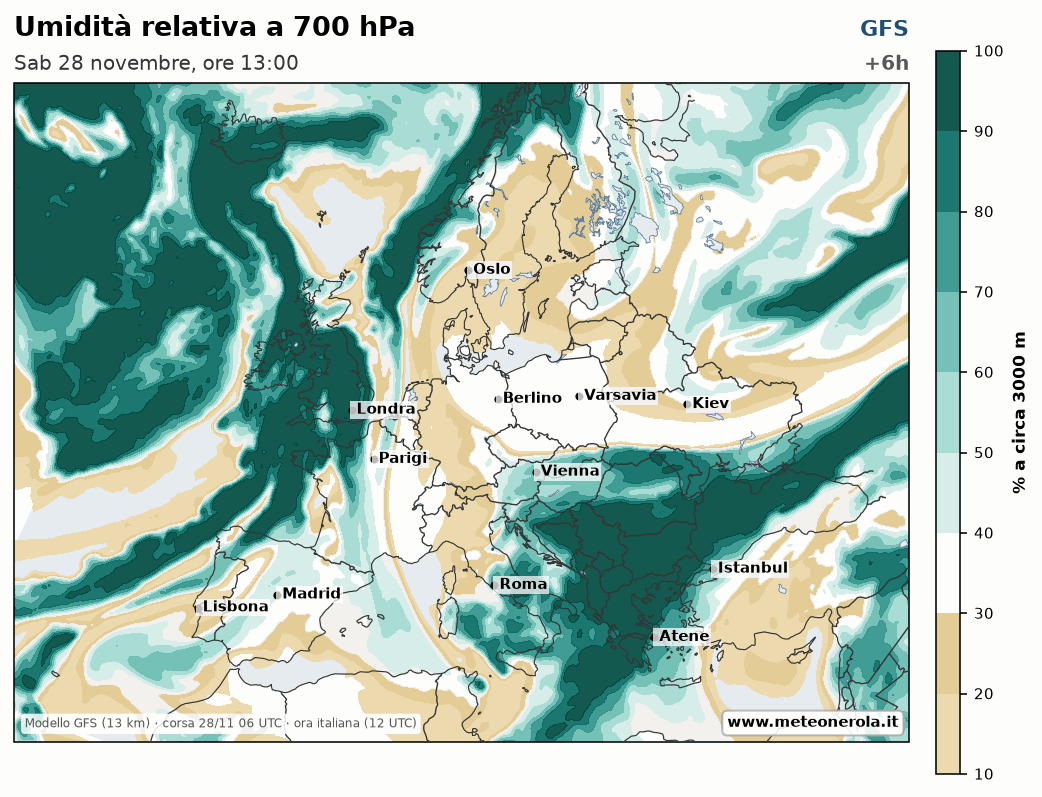 Umidità relativa a 700 hPa
GFS
Sab 28 novembre, ore 13:00
+6h
100
90
80
70
60
50
40
30
20
10
% a circa 3000 m
Oslo
Berlino
Varsavia
Kiev
Londra
Parigi
Vienna
Istanbul
Roma
Madrid
Lisbona
Atene
Modello GFS (13 km) · corsa 28/11 06 UTC · ora italiana (12 UTC)
www.meteonerola.it